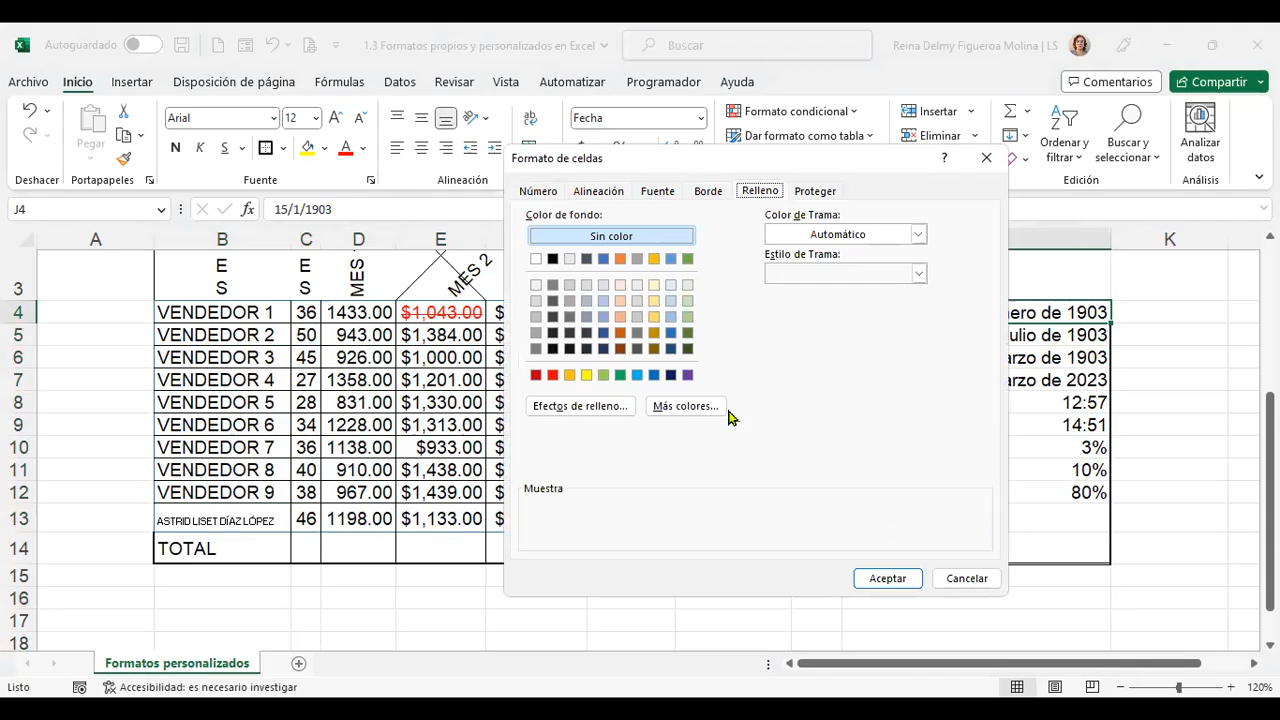 Autoguardado
1.3 Formatos propios y personalizados en Excel
Buscar
Reina Delmy Figueroa Molina | LS
Archivo Inicio Insertar Disposición de página Fórmulas Datos Revisar Vista Automatizar Programador Ayuda Comentarios Compartir
Pegar
Arial 12
N K S
ab
Fecha
Formato condicional
Dar formato como tabla
Insertar
Eliminar
Ordenar y filtrar
Buscar y seleccionar
Analizar datos
Deshacer Portapapeles Fuente Alineación Edición Análisis
J4 fx 15/1/1903
A B C D E K
3 E S E S MES MES 2
4 VENDEDOR 1 36 1433.00 $1,043.00 $ nero de 1903
5 VENDEDOR 2 50 943.00 $1,384.00 $ julio de 1903
6 VENDEDOR 3 45 926.00 $1,000.00 $ arzo de 1903
7 VENDEDOR 4 27 1358.00 $1,201.00 $ arzo de 2023
8 VENDEDOR 5 28 831.00 $1,330.00 $ 12:57
9 VENDEDOR 6 34 1228.00 $1,313.00 $ 14:51
10 VENDEDOR 7 36 1138.00 $933.00 $ 3%
11 VENDEDOR 8 40 910.00 $1,438.00 $ 10%
12 VENDEDOR 9 38 967.00 $1,439.00 $ 80%
13 ASTRID LISET DÍAZ LÓPEZ 46 1198.00 $1,133.00 $
14 TOTAL
15
16
17
18
Formato de celdas ?
Número Alineación Fuente Borde Relleno Proteger
Color de fondo:
Sin color
Color de Trama:
Automático
Estilo de Trama:
Efectos de relleno... Más colores...
Muestra
Aceptar Cancelar
Formatos personalizados
Listo Accesibilidad: es necesario investigar 120%